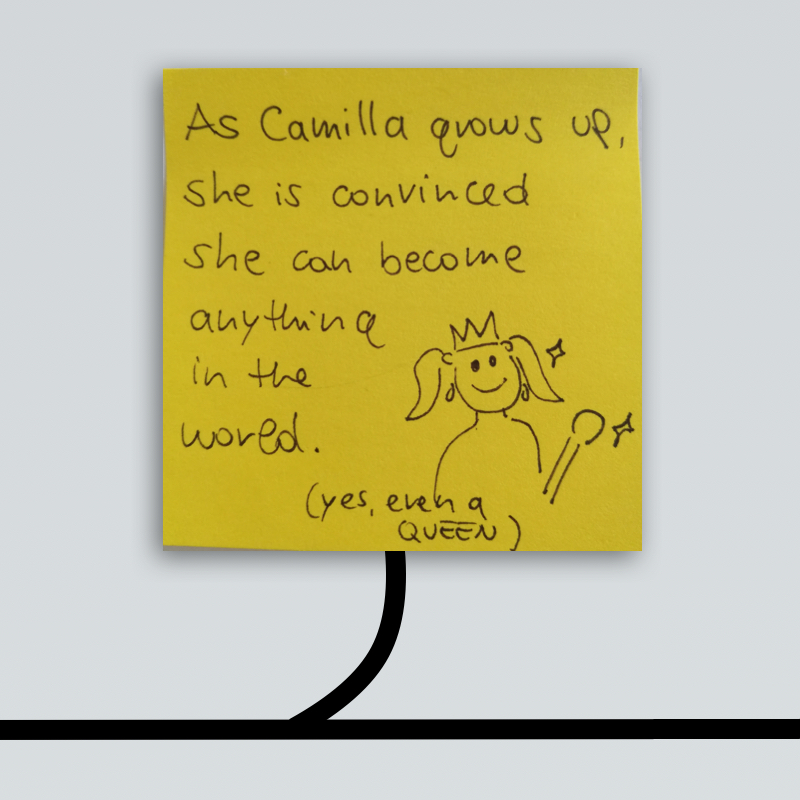 As Camilla grows up,
she is convinced
she can become
anything
in the
world.
(yes, even a
QUEEN)